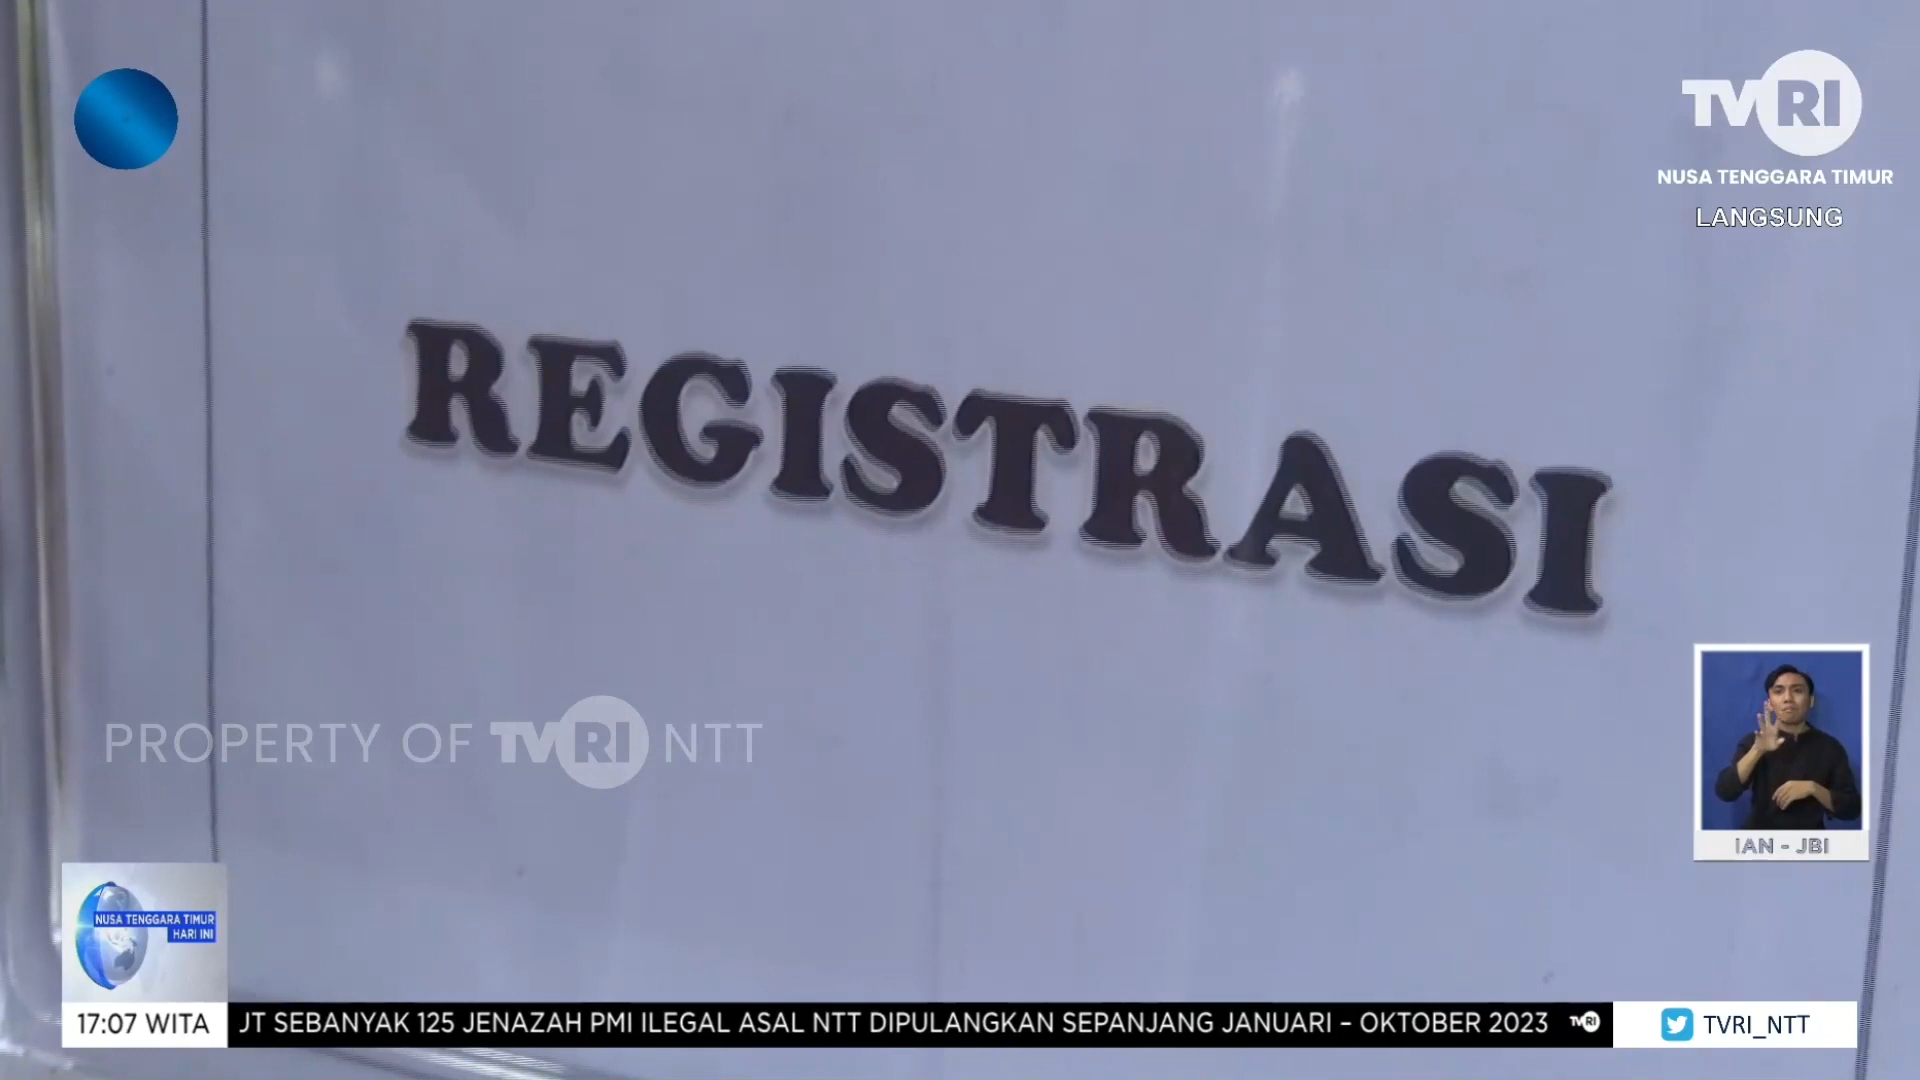 TVRI
NUSA TENGGARA TIMUR
LANGSUNG
REGISTRASI
PROPERTY OF TVRI NTT
IAN - JBI
NUSA TENGGARA TIMUR
HARI INI
17:07 WITA
SEBANYAK 125 JENAZAH PMI ILEGAL ASAL NTT DIPULANGKAN SEPANJANG JANUARI – OKTOBER 2023 TVRI
TVRI_NTT